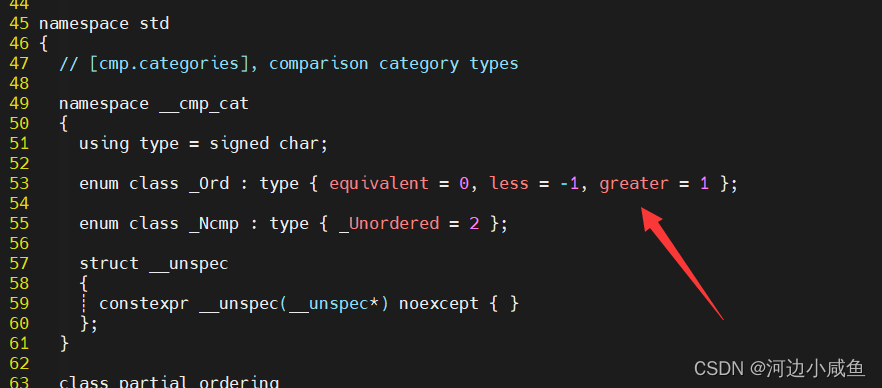 44
45 namespace std
46 {
47   // [cmp.categories], comparison category types
48
49   namespace __cmp_cat
50   {
51     using type = signed char;
52
53     enum class _Ord : type { equivalent = 0, less = -1, greater = 1 };
54
55     enum class _Ncmp : type { _Unordered = 2 };
56
57     struct __unspec
58     {
59     ¦ constexpr __unspec(__unspec*) noexcept { }
60     };
61   }
62
63   class partial_ordering
CSDN @河边小咸鱼